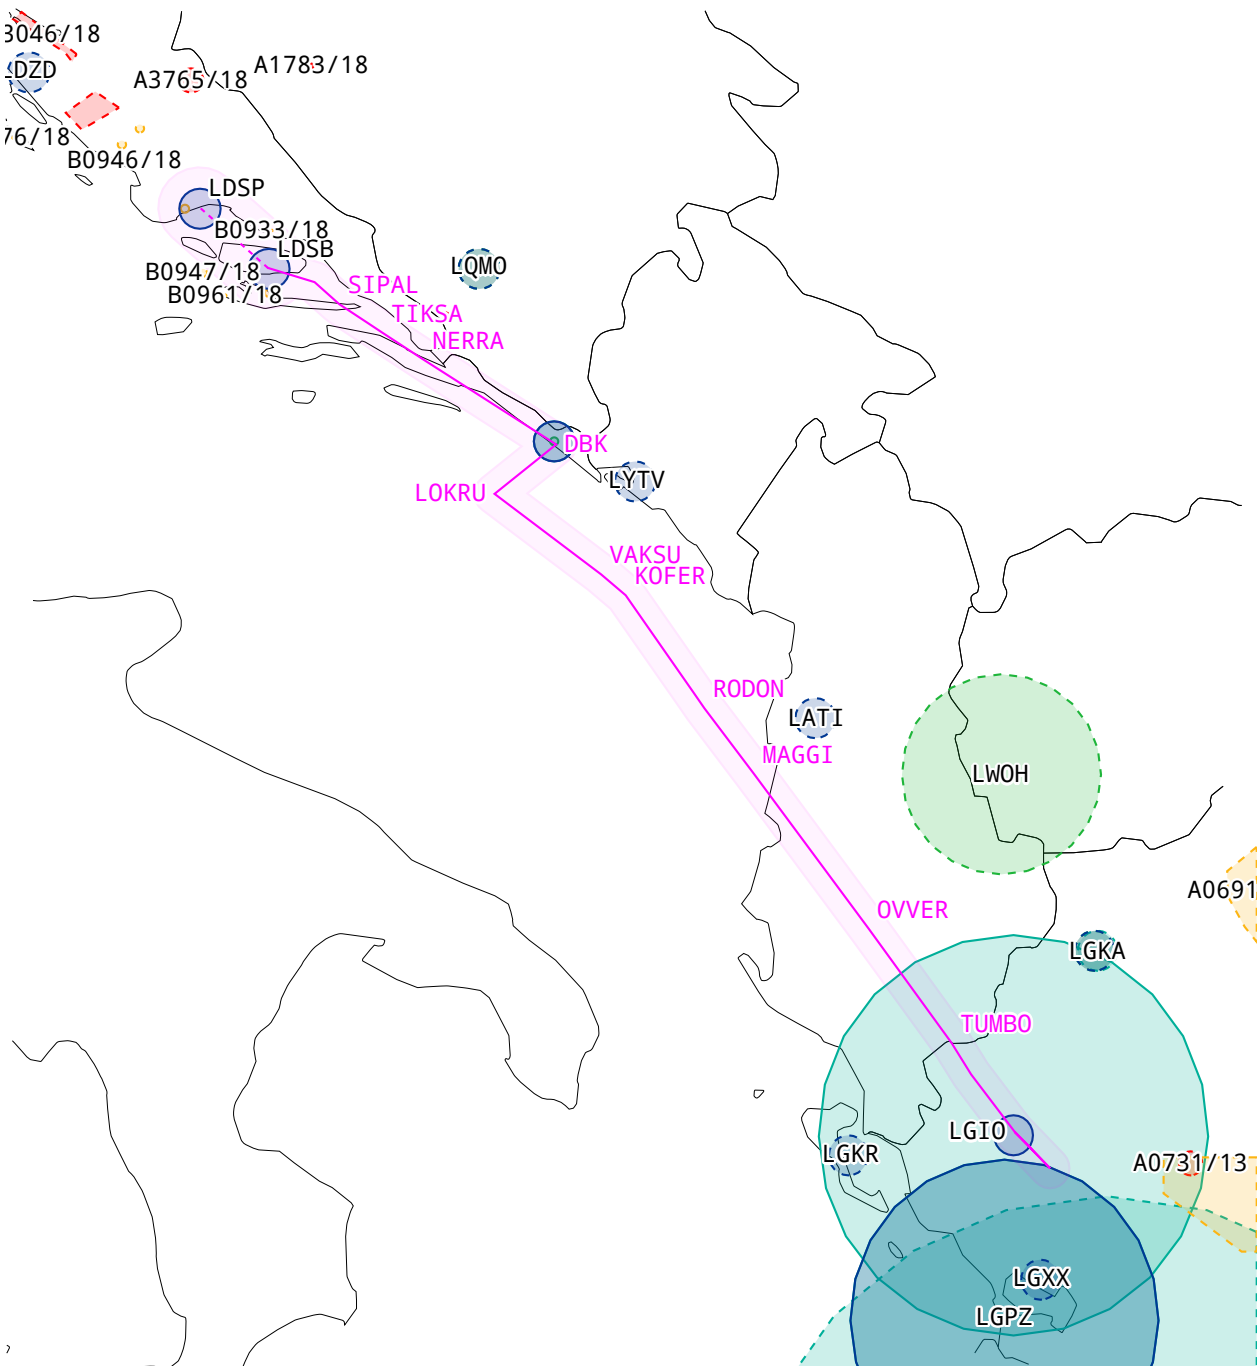 3046/18
LDZD
A3765/18
A1783/18
76/18
B0946/18
LDSP
B0933/18
LDSB
B0947/18
B0961/18
LQMO
SIPAL
TIKSA
NERRA
DBK
LYTV
LOKRU
VAKSU
KOFER
RODON
LATI
MAGGI
LWOH
A0691
OVVER
LGKA
TUMBO
LGIO
LGKR
A0731/13
LGXX
LGPZ